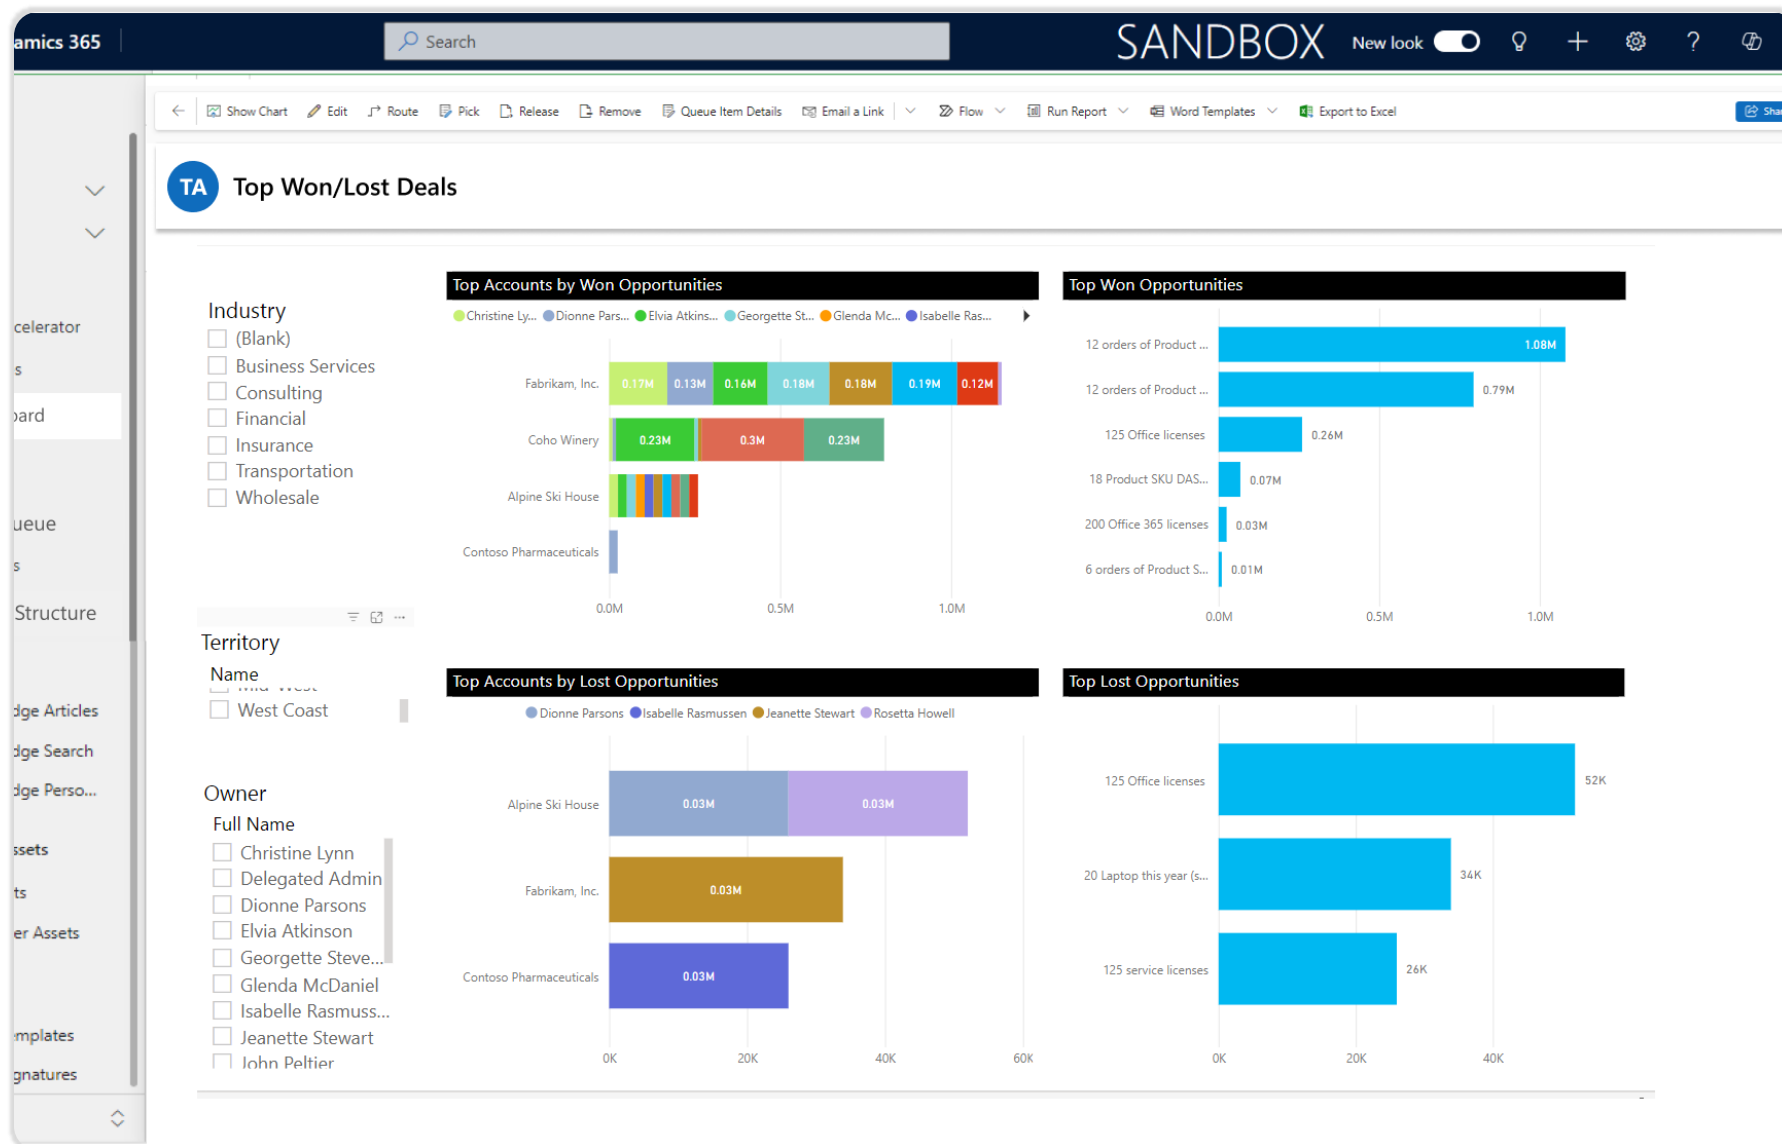 amics 365
Search
SANDBOX
New look
Show Chart
Edit
Route
Pick
Release
Remove
Queue Item Details
Email a Link
Flow
Run Report
Word Templates
Export to Excel
Shar
TA
Top Won/Lost Deals
celerator
s
oard
ueue
s
Structure
dge Articles
dge Search
dge Perso...
ssets
ts
er Assets
mplates
gnatures
Industry
(Blank)
Business Services
Consulting
Financial
Insurance
Transportation
Wholesale
Territory
Name
Mid-West
West Coast
Owner
Full Name
Christine Lynn
Delegated Admin
Dionne Parsons
Elvia Atkinson
Georgette Steve...
Glenda McDaniel
Isabelle Rasmuss...
Jeanette Stewart
John Peltier
Top Accounts by Won Opportunities
Christine Ly... Dionne Pars... Elvia Atkins... Georgette St... Glenda Mc... Isabelle Ras...
Fabrikam, Inc. 0.17M 0.13M 0.16M 0.18M 0.18M 0.19M 0.12M
Coho Winery 0.23M 0.3M 0.23M
Alpine Ski House
Contoso Pharmaceuticals
0.0M 0.5M 1.0M
Top Won Opportunities
12 orders of Product ... 1.08M
12 orders of Product ... 0.79M
125 Office licenses 0.26M
18 Product SKU DAS... 0.07M
200 Office 365 licenses 0.03M
6 orders of Product S... 0.01M
0.0M 0.5M 1.0M
Top Accounts by Lost Opportunities
Dionne Parsons Isabelle Rasmussen Jeanette Stewart Rosetta Howell
Alpine Ski House 0.03M 0.03M
Fabrikam, Inc. 0.03M
Contoso Pharmaceuticals 0.03M
0K 20K 40K 60K
Top Lost Opportunities
125 Office licenses 52K
20 Laptop this year (s... 34K
125 service licenses 26K
0K 20K 40K